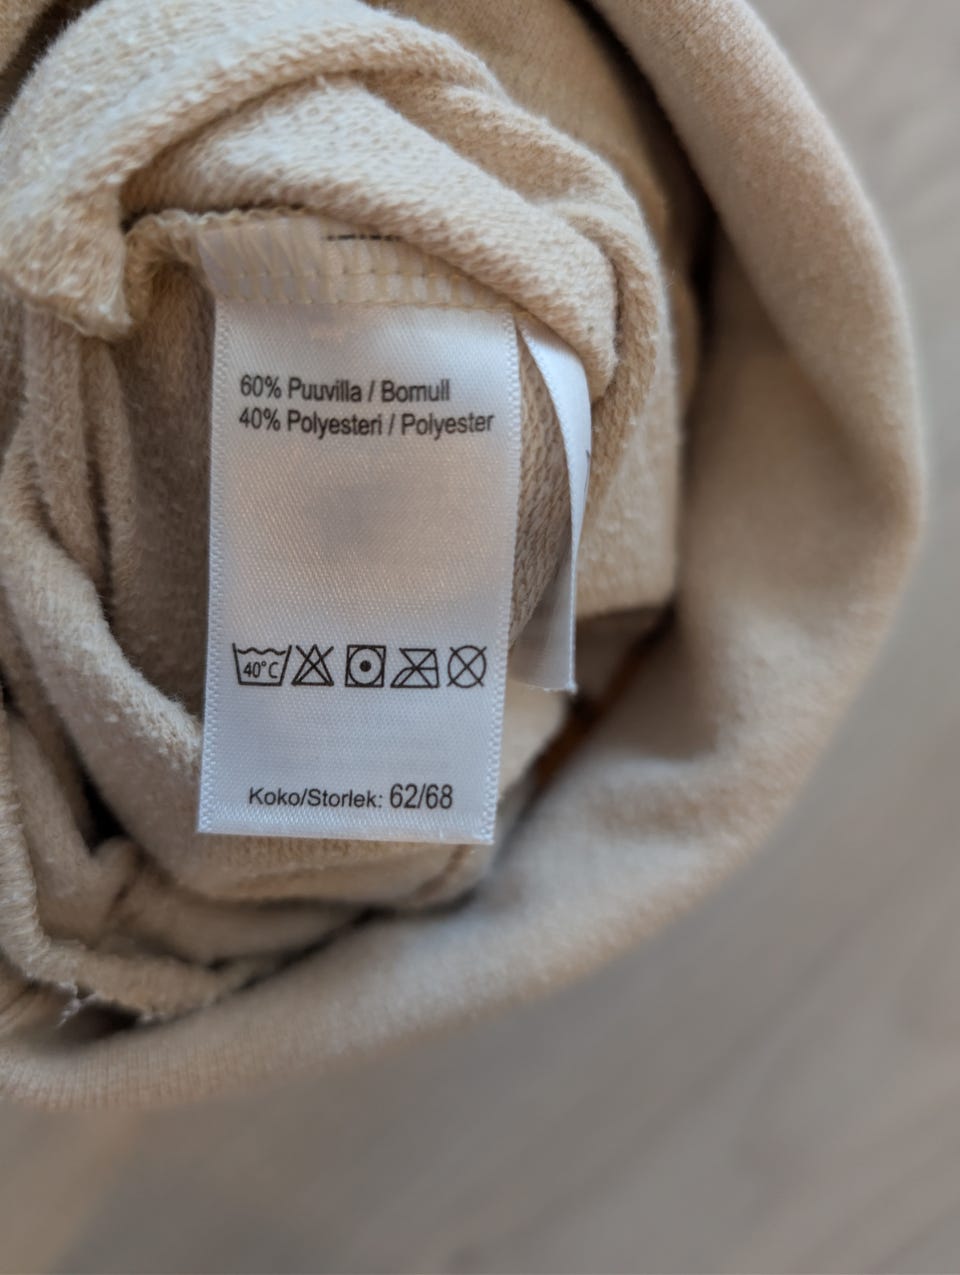 60% Puuvilla / Bomull
40% Polyesteri / Polyester
40°C
Koko/Storlek: 62/68